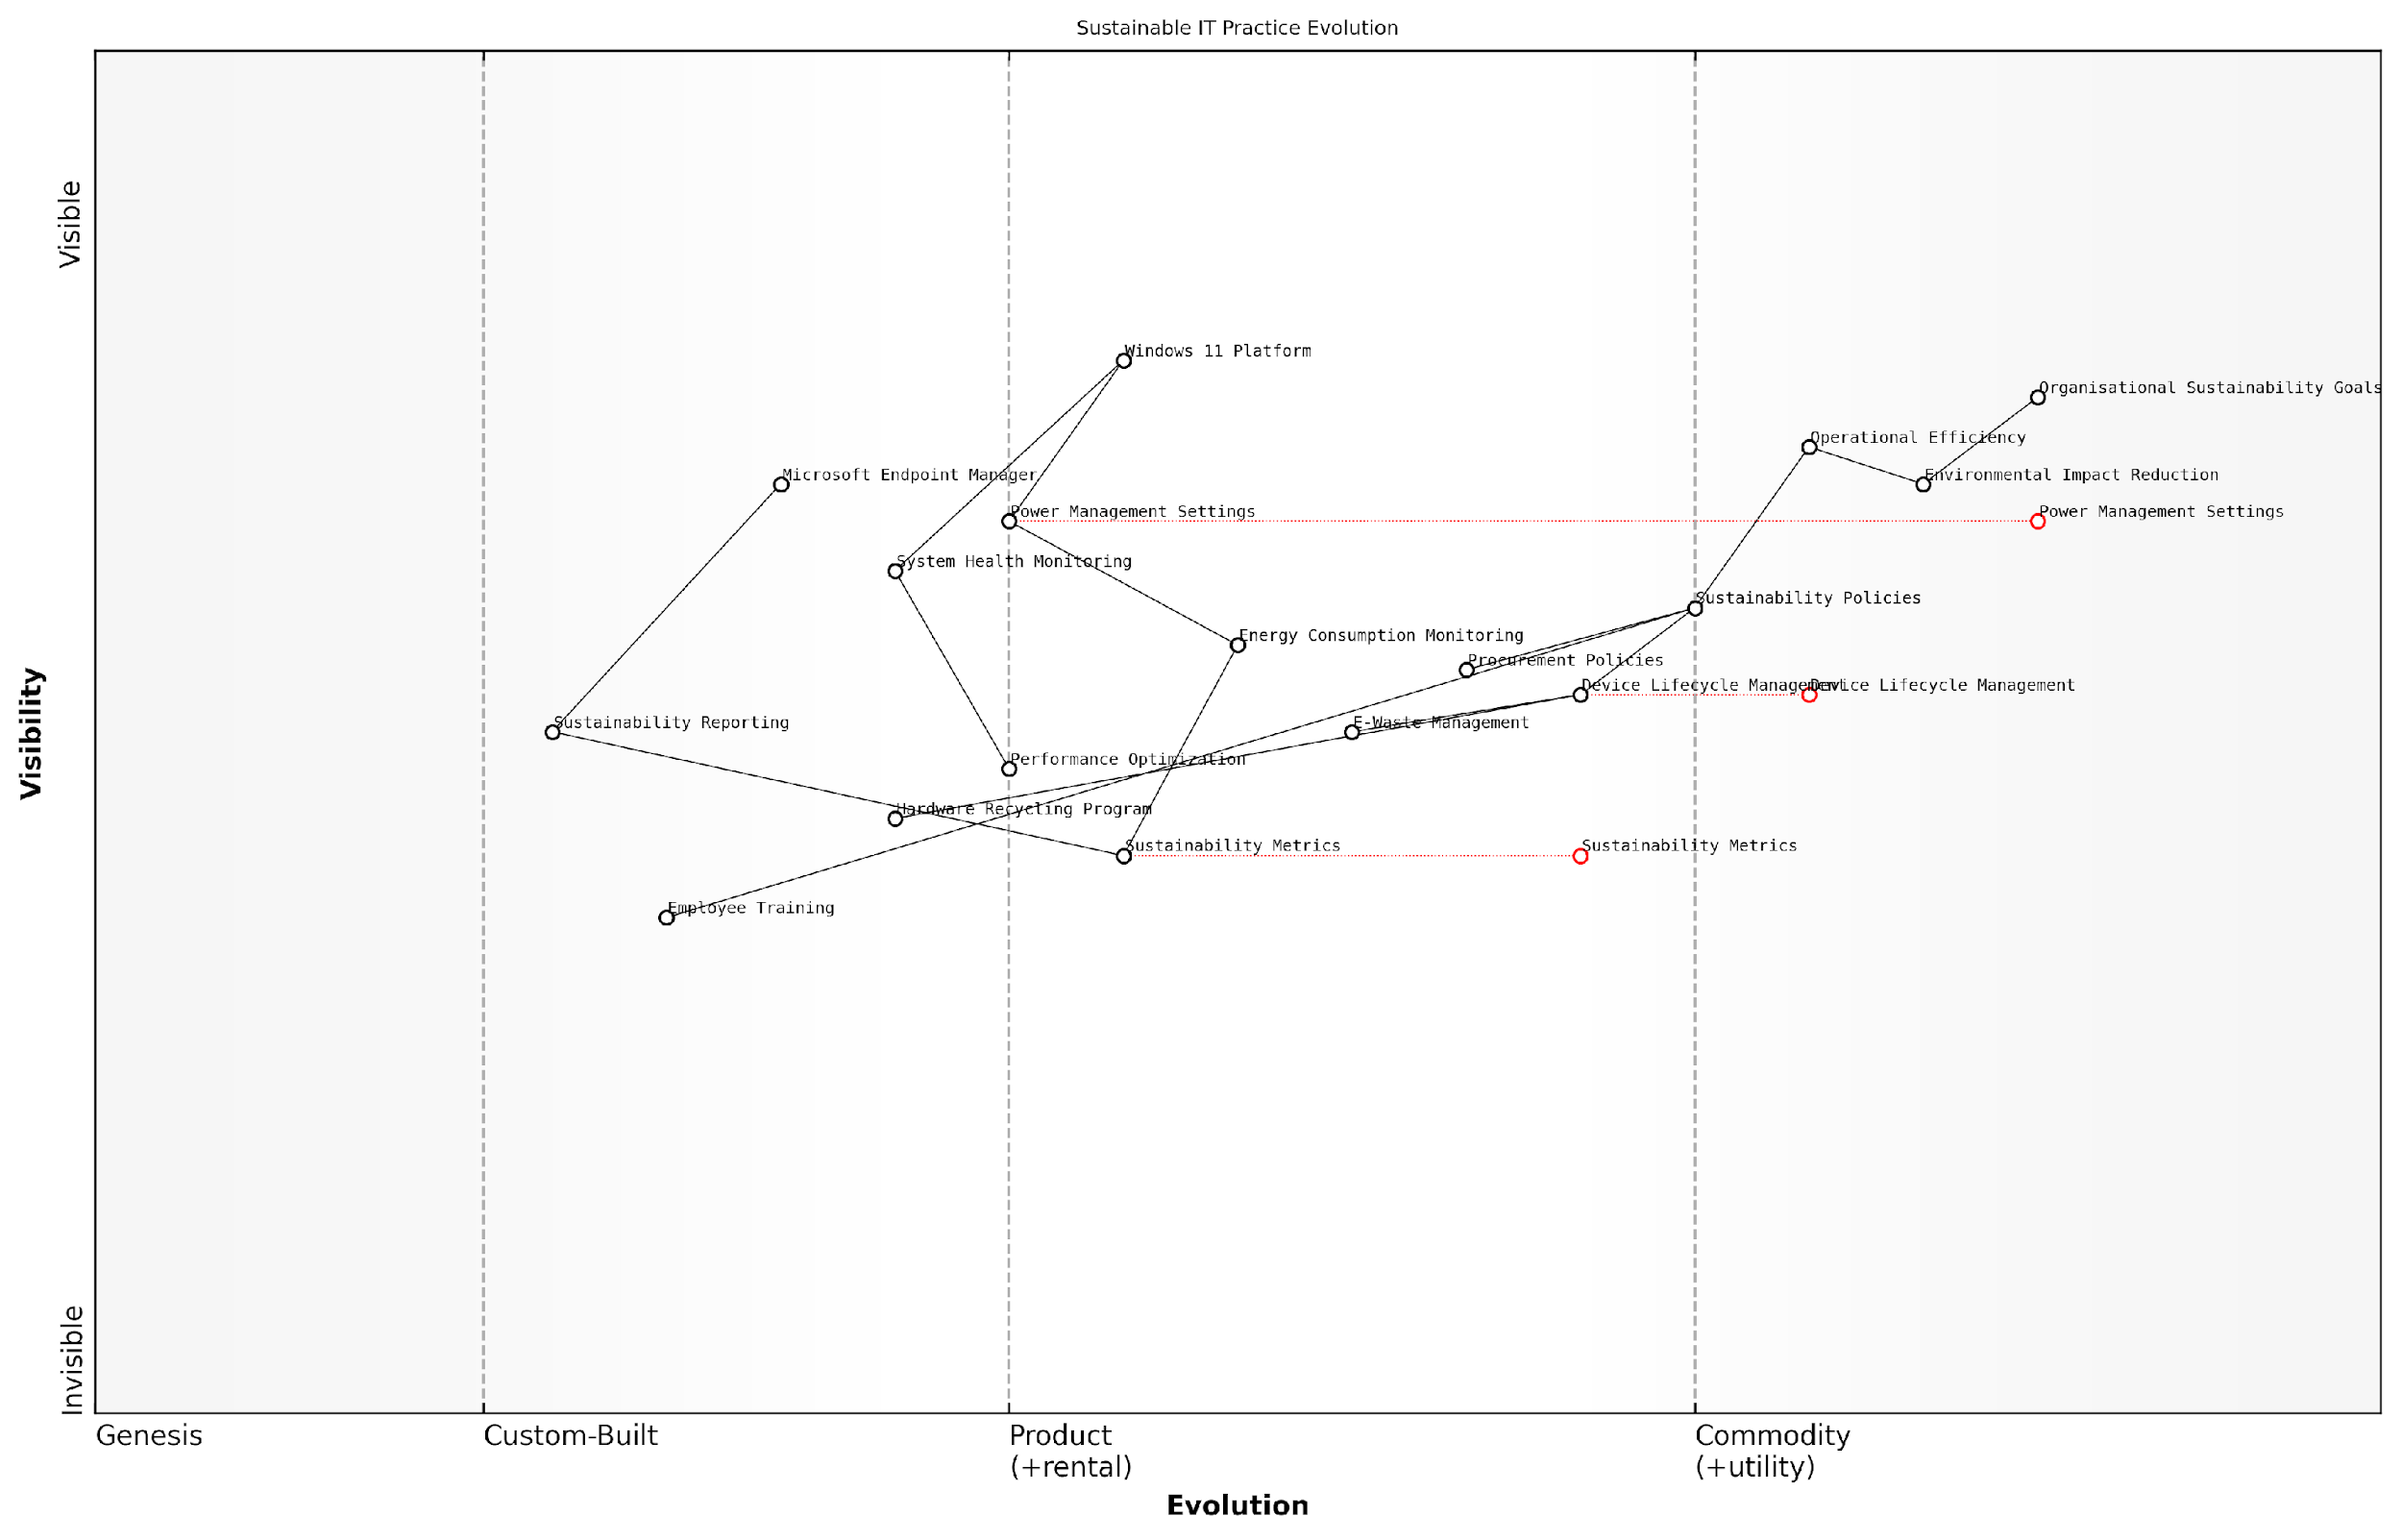 Sustainable IT Practice Evolution
Visible
Windows 11 Platform
Organisational Sustainability Goals
Operational Efficiency
Microsoft Endpoint Manager
Environmental Impact Reduction
Power Management Settings
Power Management Settings
System Health Monitoring
Sustainability Policies
Energy Consumption Monitoring
Procurement Policies
Device Lifecycle Management
Device Lifecycle Management
Sustainability Reporting
E-Waste Management
Visibility
Performance Optimization
Hardware Recycling Program
Sustainability Metrics
Sustainability Metrics
Employee Training
Invisible
Genesis
Custom-Built
Product
(+rental)
Commodity
(+utility)
Evolution